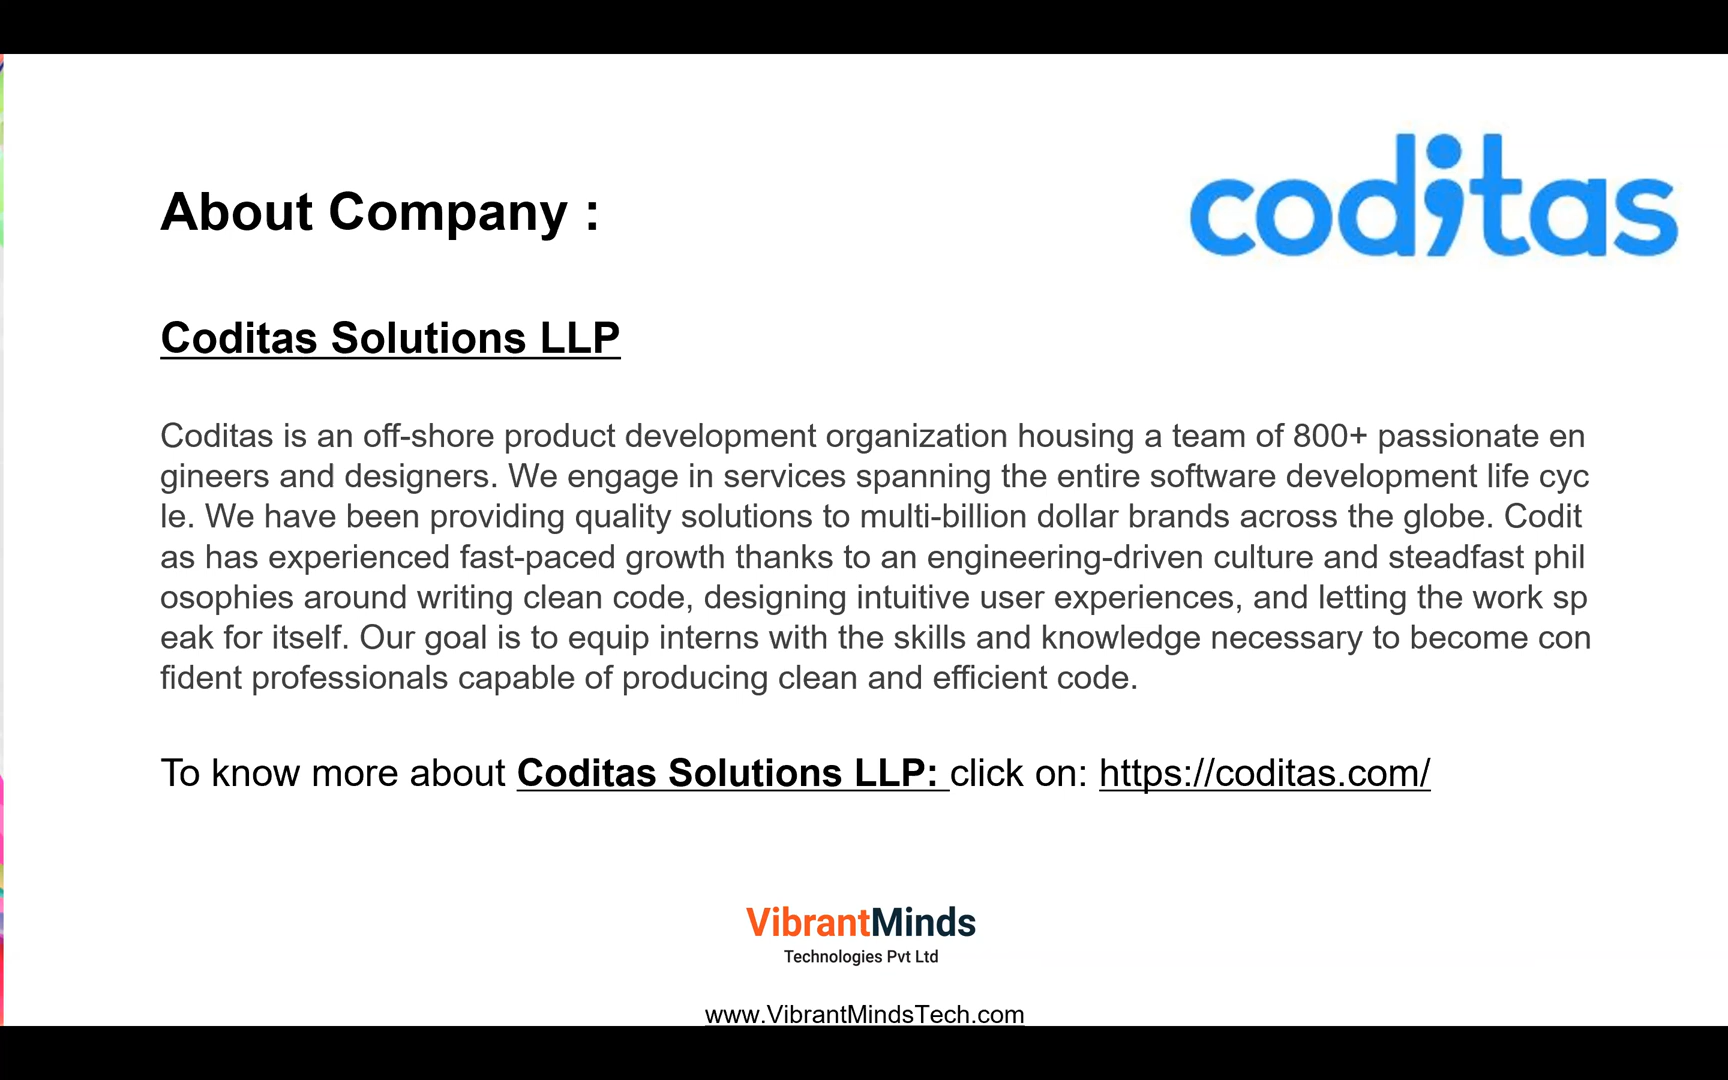 coditas
About Company :
Coditas Solutions LLP
Coditas is an off-shore product development organization housing a team of 800+ passionate en
gineers and designers. We engage in services spanning the entire software development life cyc
le. We have been providing quality solutions to multi-billion dollar brands across the globe. Codit
as has experienced fast-paced growth thanks to an engineering-driven culture and steadfast phil
osophies around writing clean code, designing intuitive user experiences, and letting the work sp
eak for itself. Our goal is to equip interns with the skills and knowledge necessary to become con
fident professionals capable of producing clean and efficient code.
To know more about Coditas Solutions LLP: click on: https://coditas.com/
VibrantMinds
Technologies Pvt Ltd
www.VibrantMindsTech.com